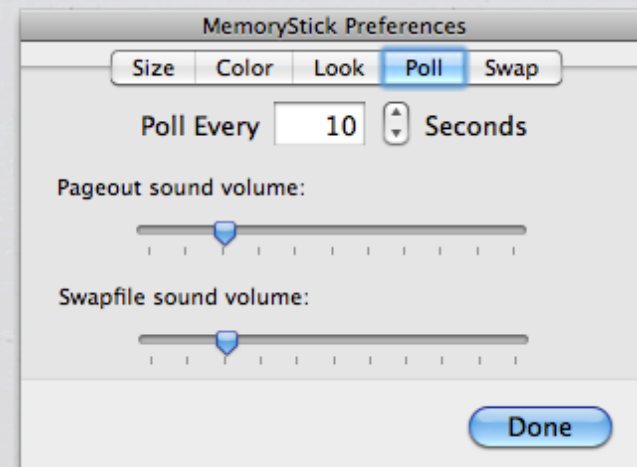 MemoryStick Preferences
Size Color Look Poll Swap
Poll Every 10 Seconds
Pageout sound volume:
Swapfile sound volume:
Done